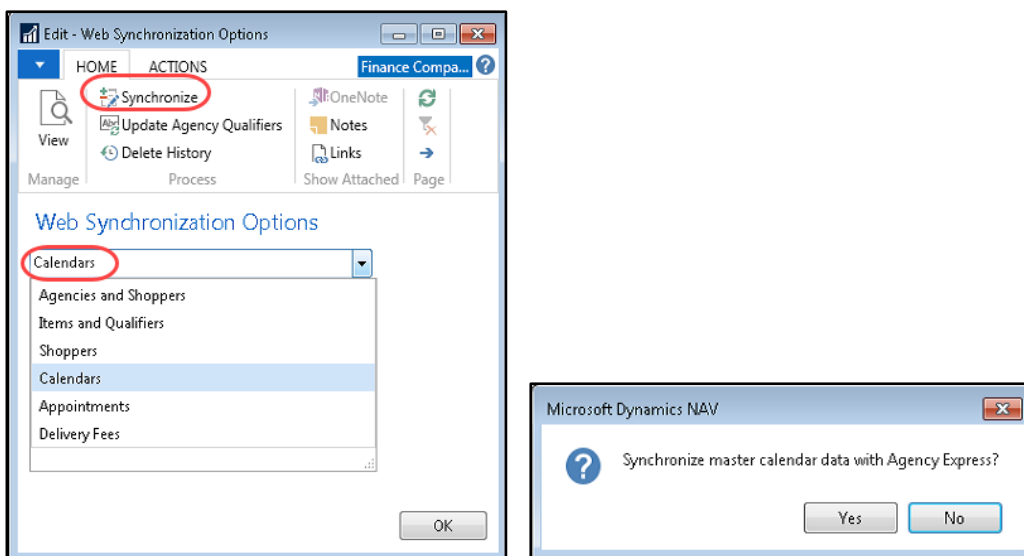 Edit - Web Synchronization Options
HOME ACTIONS Finance Compa...
Synchronize OneNote
View Update Agency Qualifiers Notes
Delete History Links
Manage Process Show Attached Page
Web Synchronization Options
Calendars
Agencies and Shoppers
Items and Qualifiers
Shoppers
Calendars
Appointments
Delivery Fees
OK
Microsoft Dynamics NAV
Synchronize master calendar data with Agency Express?
Yes No